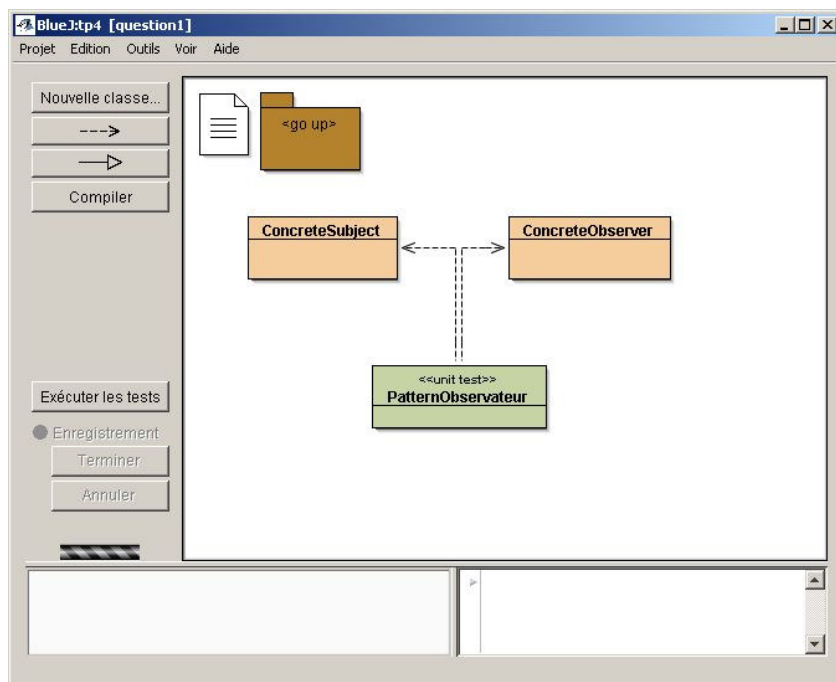 BlueJ:tp4 [question1]
Projet Edition Outils Voir Aide
Nouvelle classe...
Compiler
<go up>
ConcreteSubject
ConcreteObserver
<<unit test>>
PatternObservateur
Exécuter les tests
Enregistrement
Terminer
Annuler